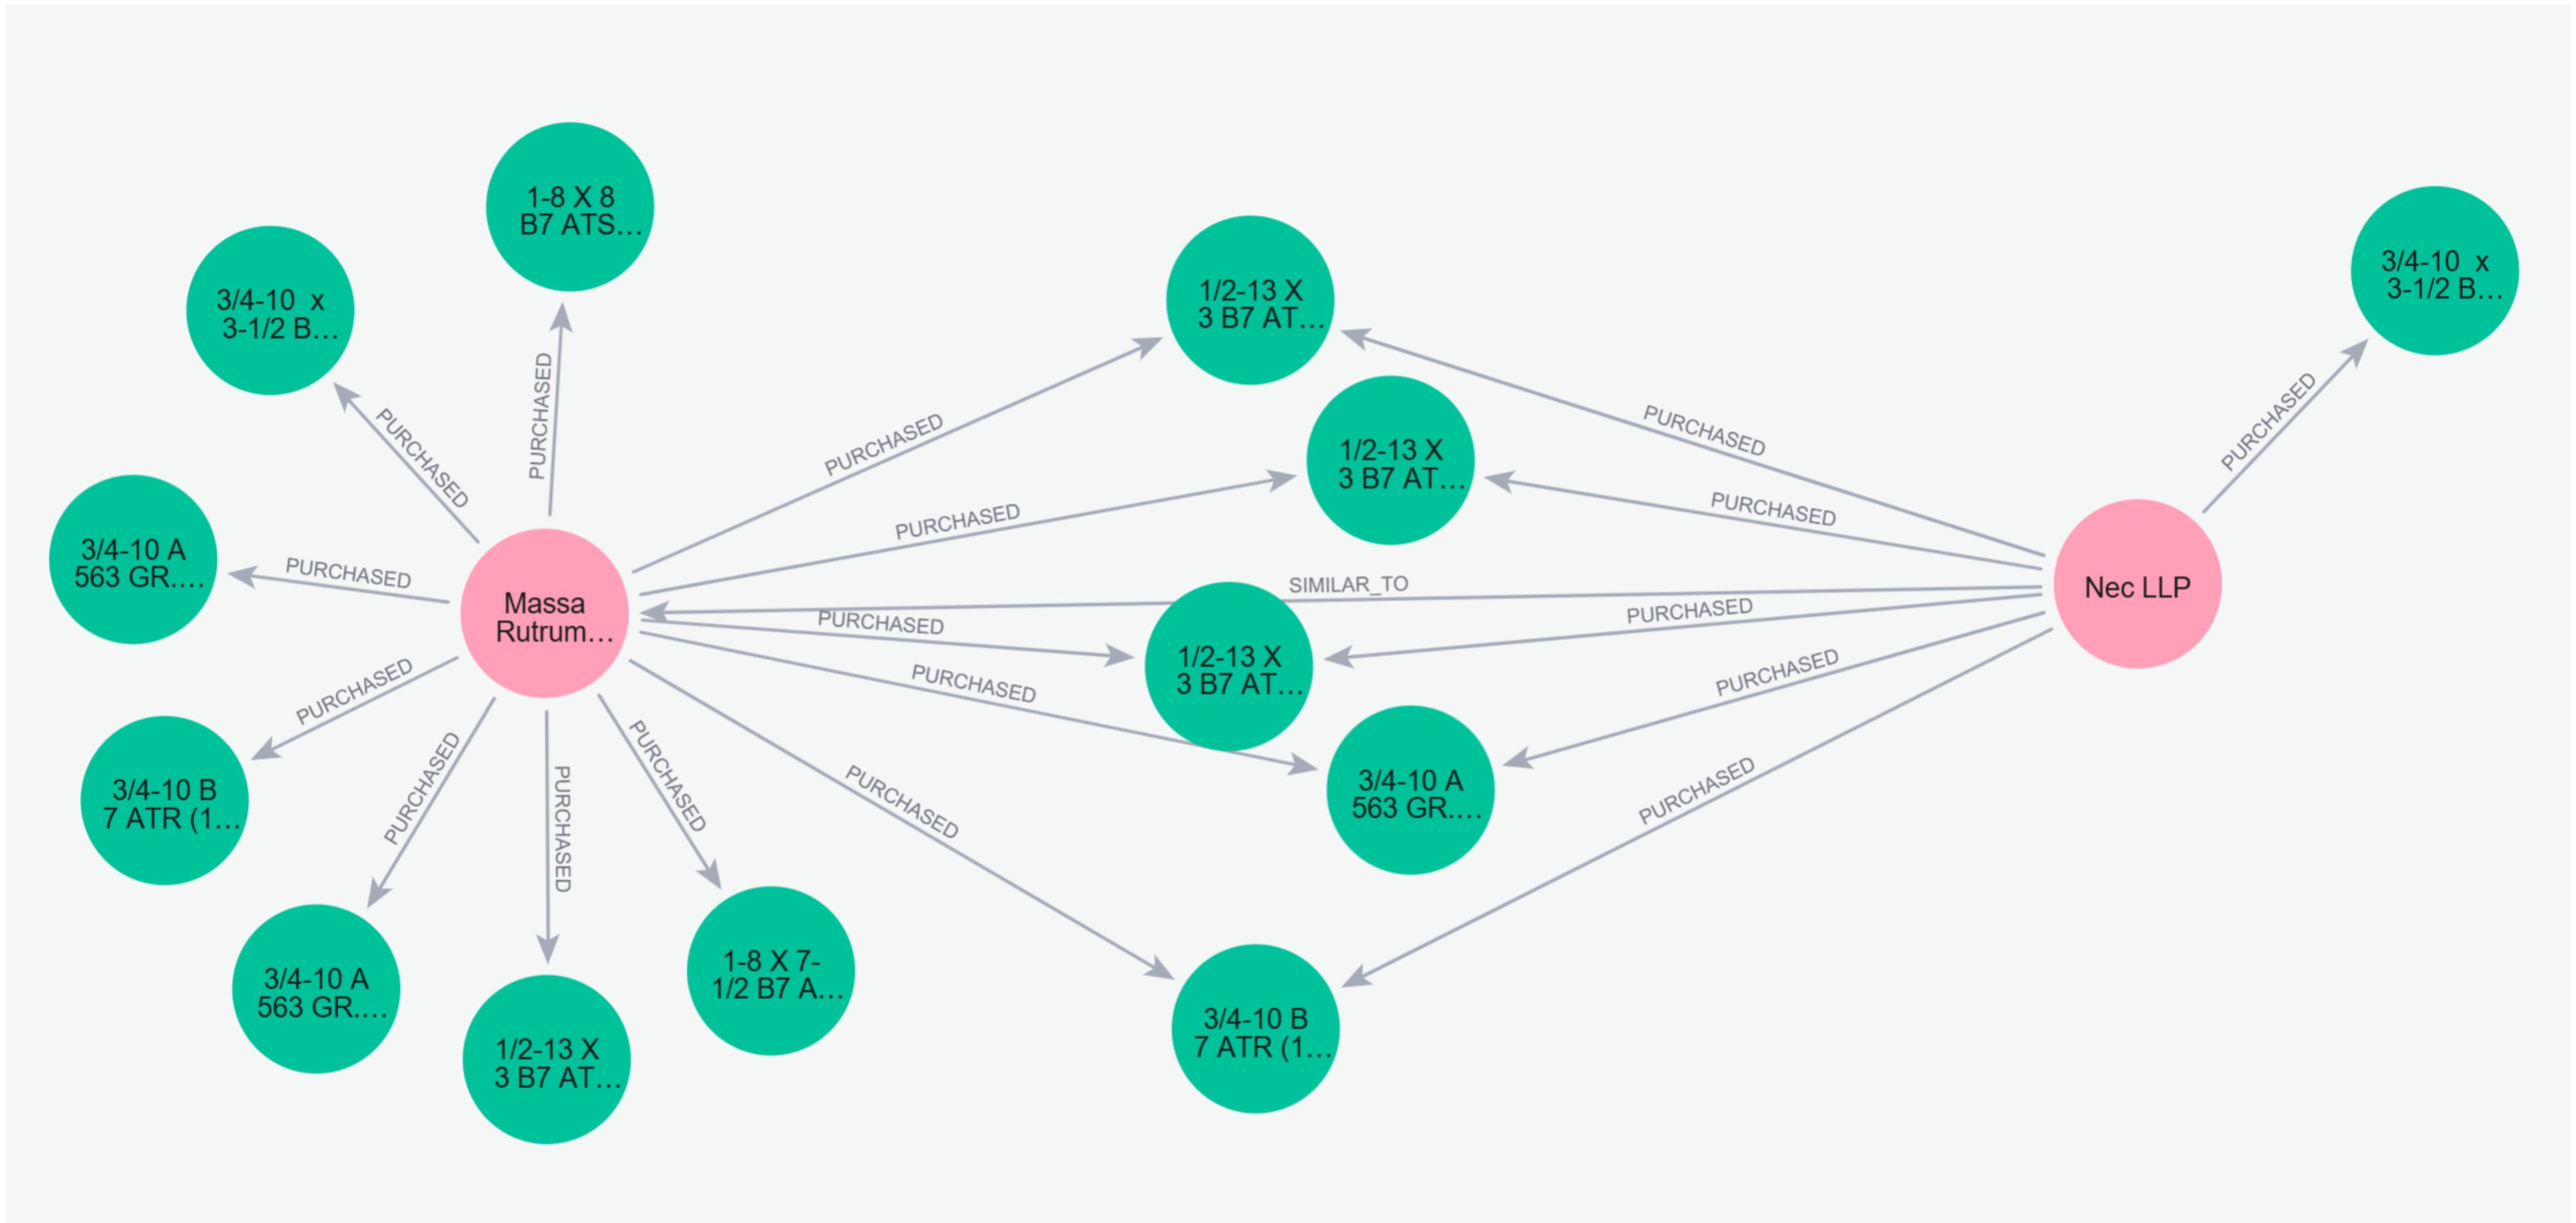 1-8 X 8
B7 ATS…
3/4-10  x
3-1/2 B…
1/2-13 X
3 B7 AT…
3/4-10  x
3-1/2 B…
PURCHASED
PURCHASED
PURCHASED
PURCHASED
PURCHASED
1/2-13 X
3 B7 AT…
PURCHASED
PURCHASED
3/4-10 A
563 GR.…
PURCHASED
Massa
Rutrum…
SIMILAR_TO
Nec LLP
PURCHASED
PURCHASED
1/2-13 X
3 B7 AT…
PURCHASED
PURCHASED
PURCHASED
3/4-10 B
7 ATR (1…
PURCHASED
PURCHASED
PURCHASED
PURCHASED
PURCHASED
3/4-10 A
563 GR.…
3/4-10 A
563 GR.…
1/2-13 X
3 B7 AT…
1-8 X 7-
1/2 B7 A…
3/4-10 B
7 ATR (1…